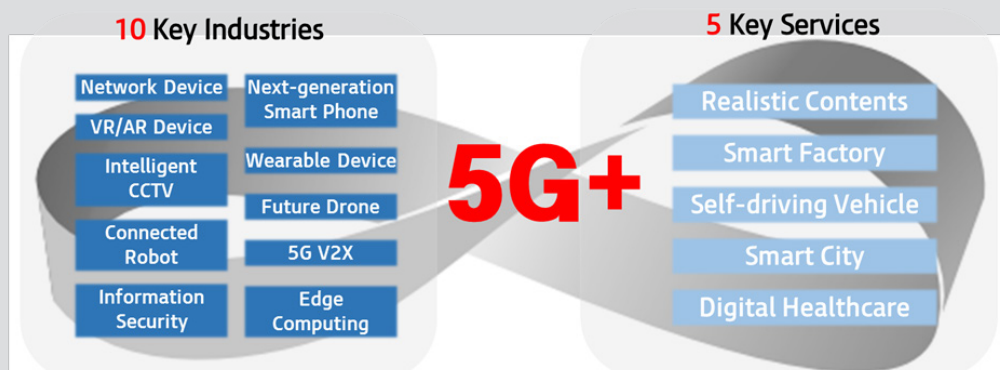 10 Key Industries
Network Device
VR/AR Device
Intelligent
CCTV
Connected
Robot
Information
Security
Next-generation
Smart Phone
Wearable Device
Future Drone
5G V2X
Edge
Computing
5G+
5 Key Services
Realistic Contents
Smart Factory
Self-driving Vehicle
Smart City
Digital Healthcare